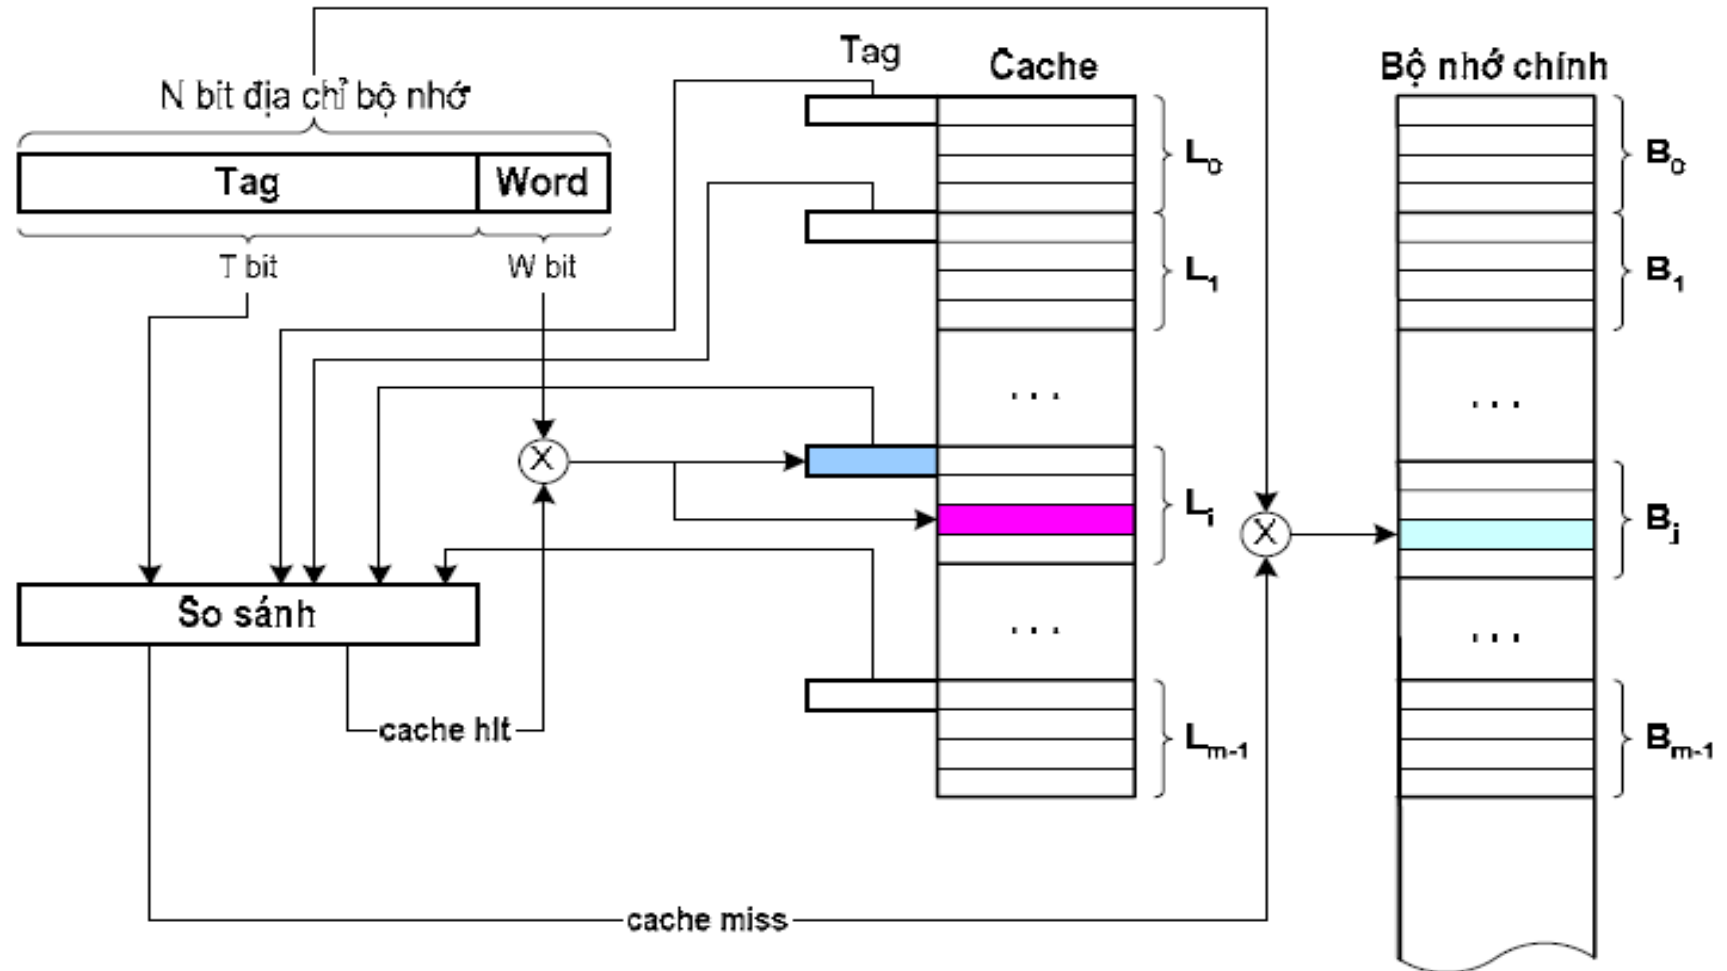 N bit địa chỉ bộ nhớ
Tag
Word
T bit
W bit
Tag
Cache
Bộ nhớ chính
L₀
L₁
. . .
Lᵢ
. . .
Lₘ₋₁
B₀
B₁
. . .
Bⱼ
. . .
Bₘ₋₁
X
X
So sánh
cache hit
cache miss